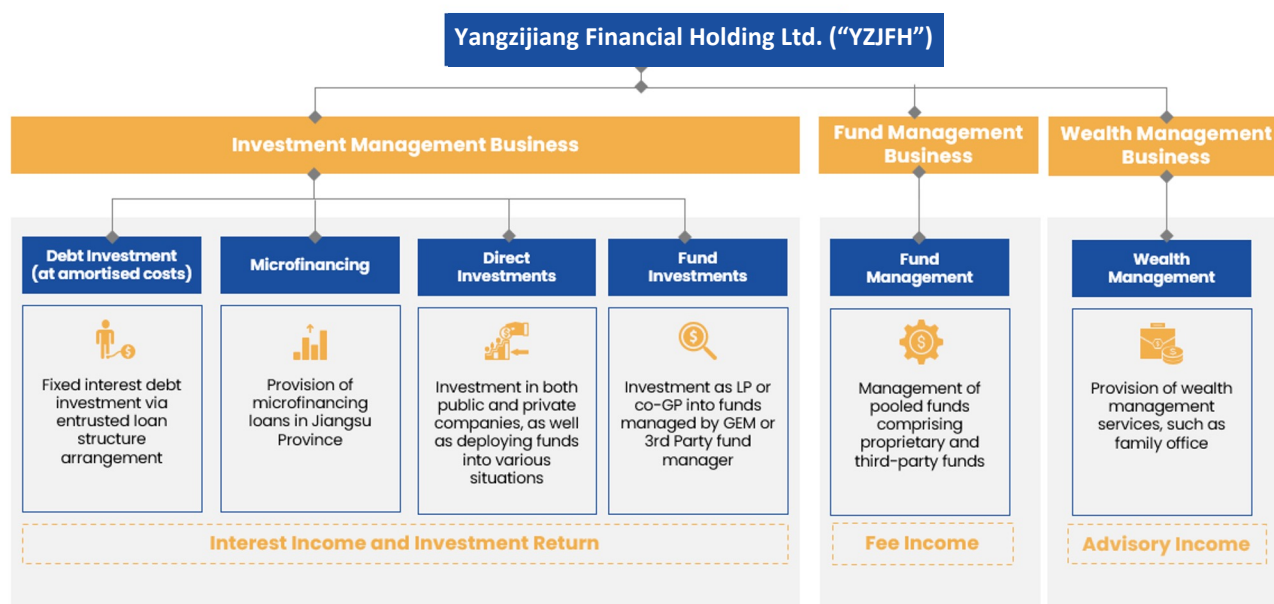 Yangzijiang Financial Holding Ltd. (“YZJFH”)
Investment Management Business
Fund Management
Business
Wealth Management
Business
Debt Investment
(at amortised costs)
Microfinancing
Direct
Investments
Fund
Investments
Fund
Management
Wealth
Management
Fixed interest debt
investment via
entrusted loan
structure
arrangement
Provision of
microfinancing
loans in Jiangsu
Province
Investment in both
public and private
companies, as well
as deploying funds
into various
situations
Investment as LP or
co-GP into funds
managed by GEM or
3rd Party fund
manager
Management of
pooled funds
comprising
proprietary and
third-party funds
Provision of wealth
management
services, such as
family office
Interest Income and Investment Return
Fee Income
Advisory Income